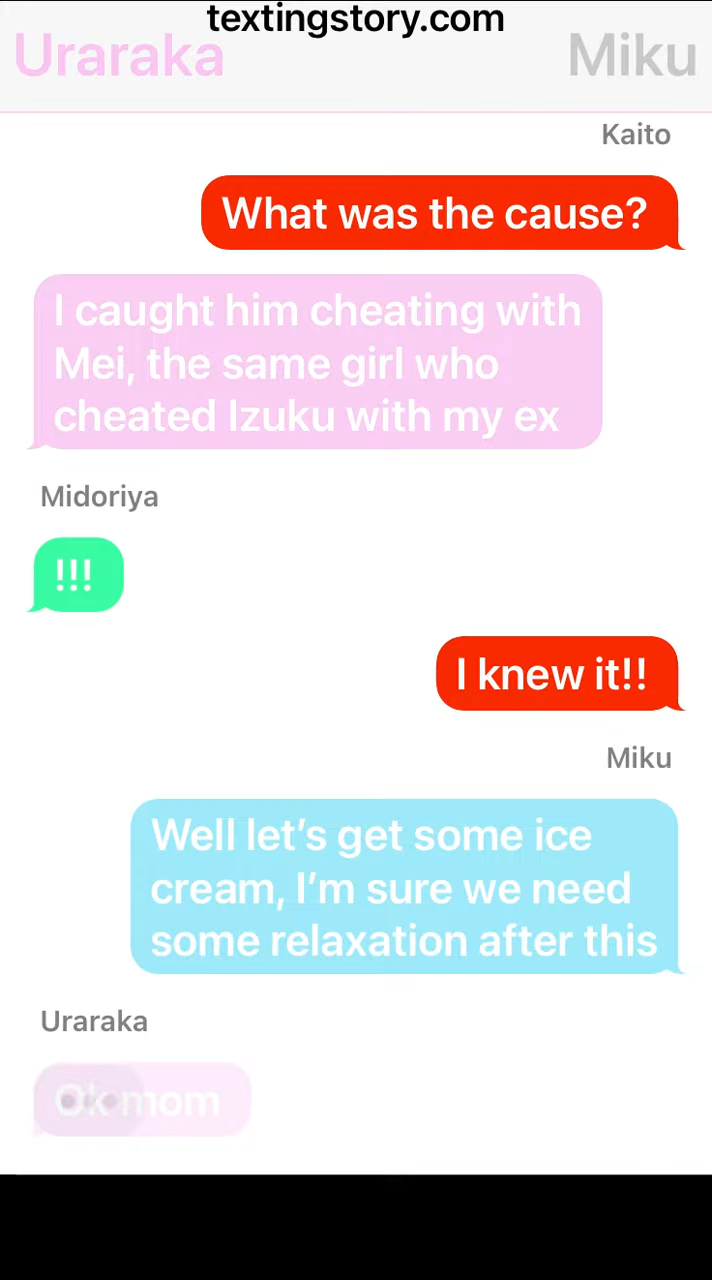 textingstory.com
Uraraka Miku
Kaito
What was the cause?
I caught him cheating with
Mei, the same girl who
cheated Izuku with my ex
Midoriya
!!!
I knew it!!
Miku
Well let’s get some ice
cream, I’m sure we need
some relaxation after this
Uraraka
Ok mom